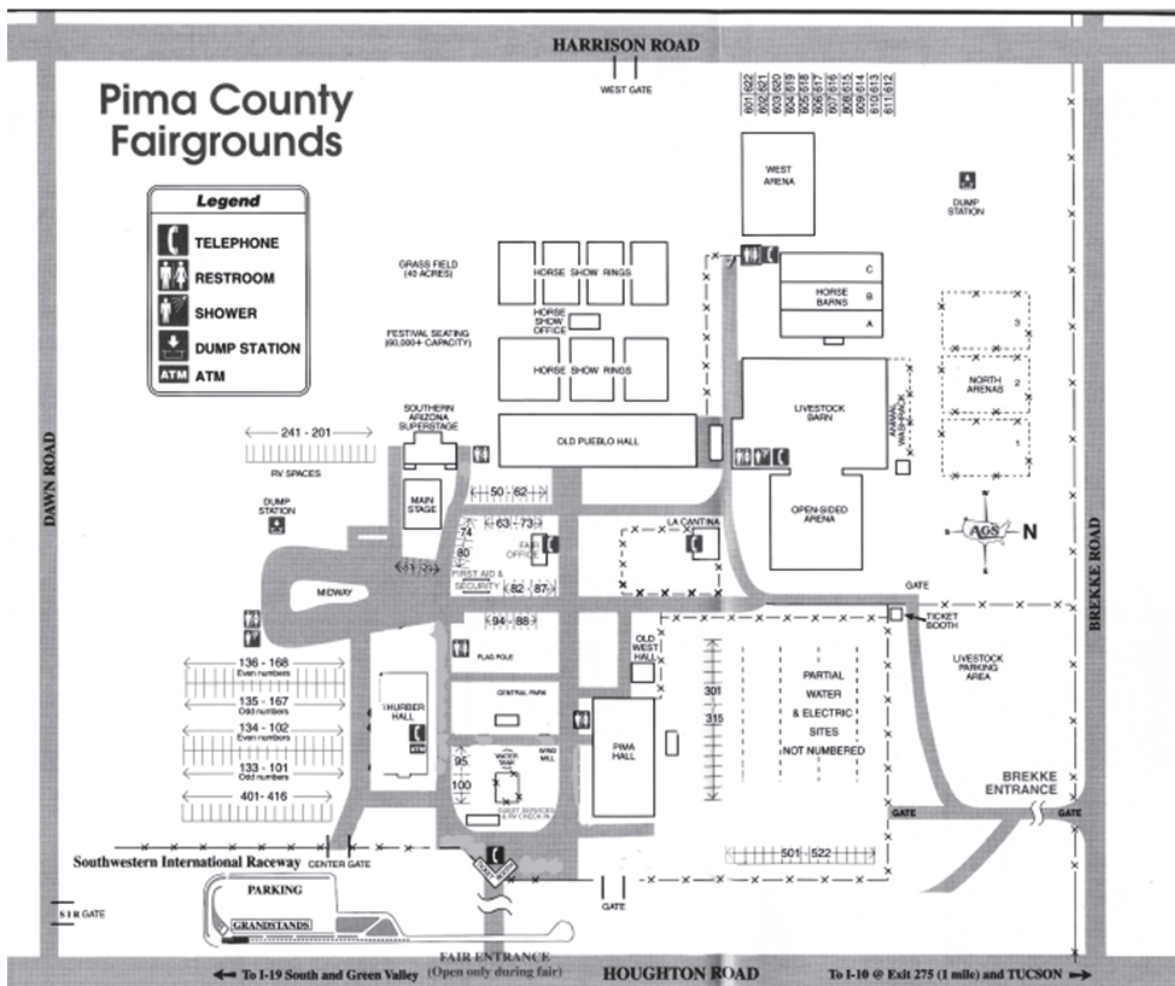 HARRISON ROAD
WEST GATE
Pima County
Fairgrounds
601 | 622
602 | 621
603 | 620
604 | 619
605 | 618
606 | 617
607 | 616
608 | 615
609 | 614
610 | 613
611 | 612
WEST
ARENA
DUMP
STATION
Legend
TELEPHONE
RESTROOM
SHOWER
DUMP STATION
ATM ATM
GRASS FIELD
(40 ACRES)
HORSE SHOW RINGS
C
HORSE
BARNS
B
A
HORSE
SHOW
OFFICE
FESTIVAL SEATING
(60,000+ CAPACITY)
HORSE SHOW RINGS
3
NORTH
ARENAS
2
1
LIVESTOCK
BARN
ANIMAL
WASHRACK
SOUTHERN
ARIZONA
SUPERSTAGE
241 - 201
RV SPACES
OLD PUEBLO HALL
DAWN ROAD
DUMP
STATION
MAIN
STAGE
50 - 62
63 - 73
74
80
FAIR
OFFICE
LA CANTINA
OPEN-SIDED
ARENA
W
S
AGS
N
E
BREKKE ROAD
FIRST AID &
SECURITY
82 - 87
MIDWAY
GATE
TICKET
BOOTH
94 - 88
FLAG POLE
OLD
WEST
HALL
LIVESTOCK
PARKING
AREA
136 - 168
Even numbers
135 - 167
Odd numbers
134 - 102
Even numbers
133 - 101
Odd numbers
401 - 416
THURBER
HALL
ATM
CENTRAL PARK
301
315
PARTIAL
WATER
& ELECTRIC
SITES
NOT NUMBERED
PIMA
HALL
95
100
WATER
TANK
WIND
MILL
GUEST SERVICES
& RV CHECK IN
BREKKE
ENTRANCE
GATE
GATE
501 - 522
Southwestern International Raceway
CENTER GATE
TICKET BOOTH
PARKING
GRANDSTANDS
S I R GATE
GATE
FAIR ENTRANCE
(Open only during fair)
To I-19 South and Green Valley
HOUGHTON ROAD
To I-10 @ Exit 275 (1 mile) and TUCSON